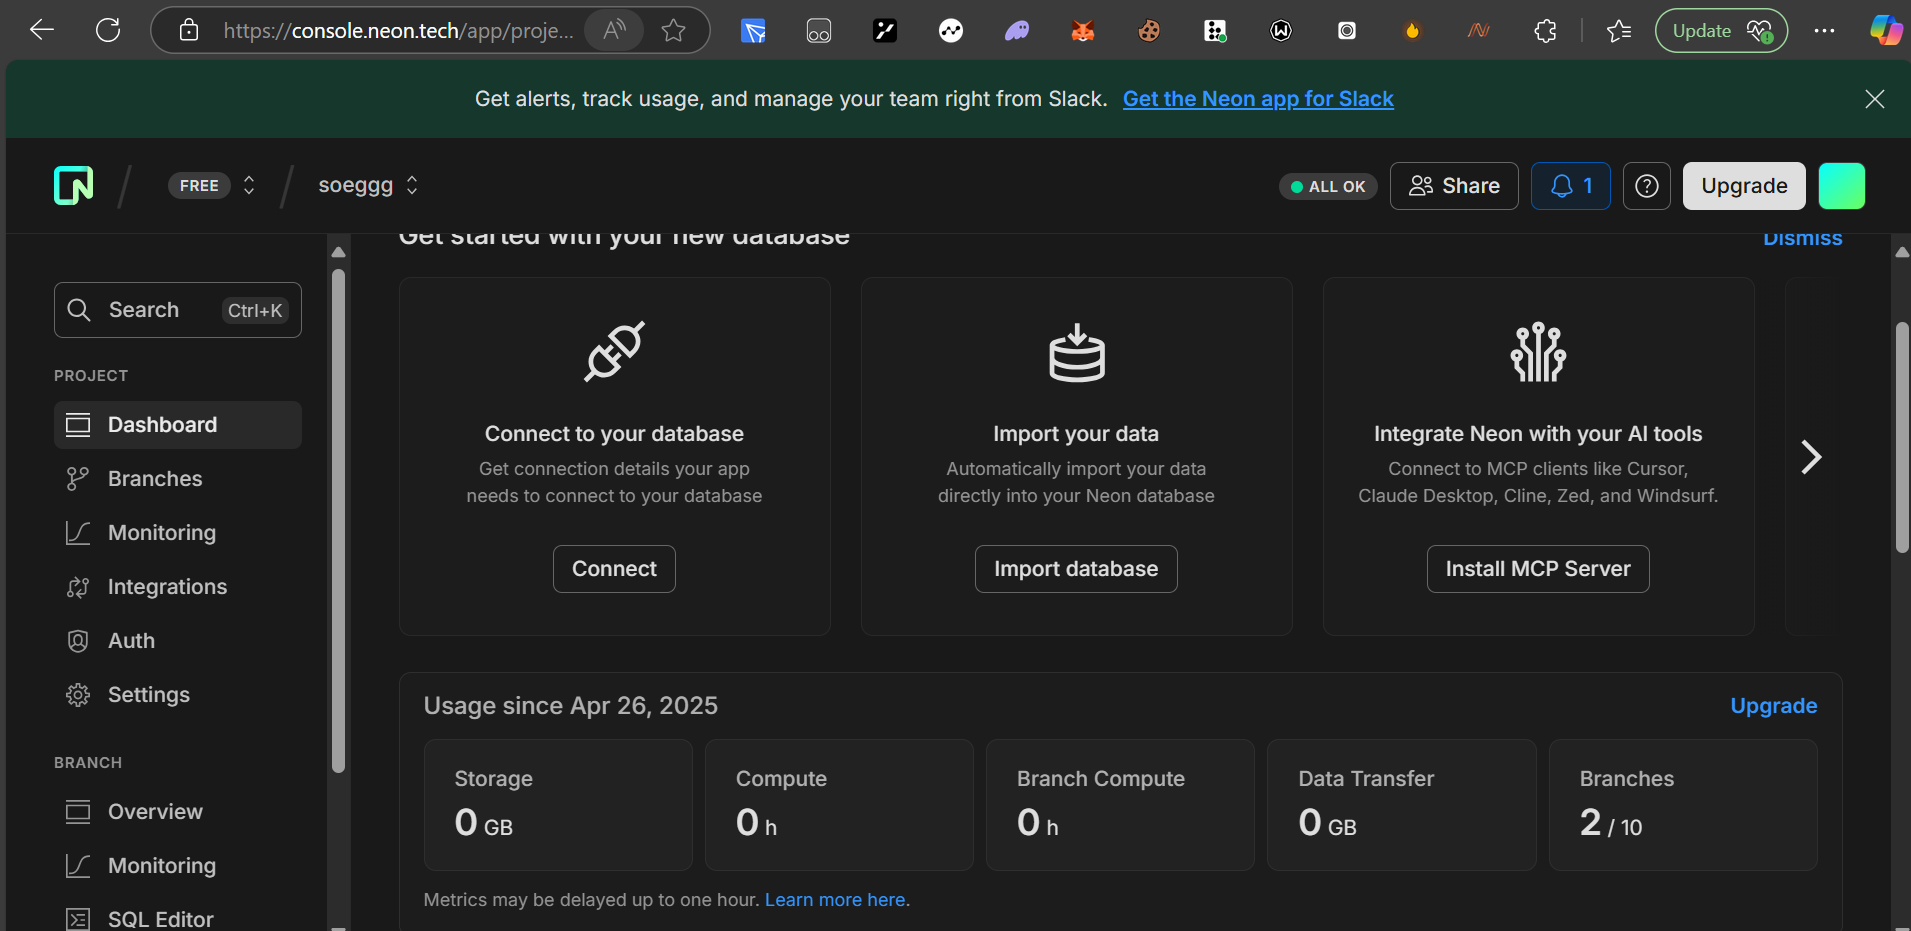 https://console.neon.tech/app/proje...
Update
Get alerts, track usage, and manage your team right from Slack. Get the Neon app for Slack
FREE
soeggg
ALL OK
Share
1
Upgrade
Get started with your new database
Dismiss
Search
Ctrl+K
PROJECT
Dashboard
Branches
Monitoring
Integrations
Auth
Settings
BRANCH
Overview
Monitoring
SQL Editor
Connect to your database
Get connection details your app
needs to connect to your database
Connect
Import your data
Automatically import your data
directly into your Neon database
Import database
Integrate Neon with your AI tools
Connect to MCP clients like Cursor,
Claude Desktop, Cline, Zed, and Windsurf.
Install MCP Server
Usage since Apr 26, 2025
Upgrade
Storage
0 GB
Compute
0 h
Branch Compute
0 h
Data Transfer
0 GB
Branches
2 / 10
Metrics may be delayed up to one hour. Learn more here.